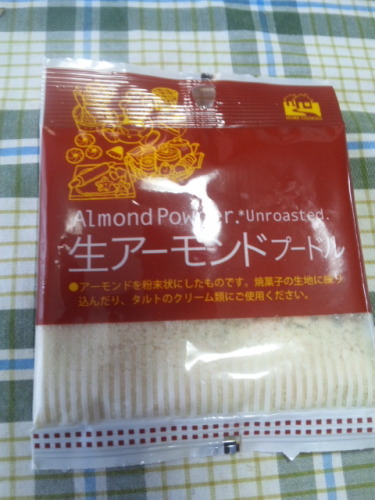 HOME COOKING
Almond Powder. Unroasted.
生アーモンドプードル
●アーモンドを粉末状にしたものです。焼菓子の生地に練り
込んだり、タルトのクリーム類にご使用ください。